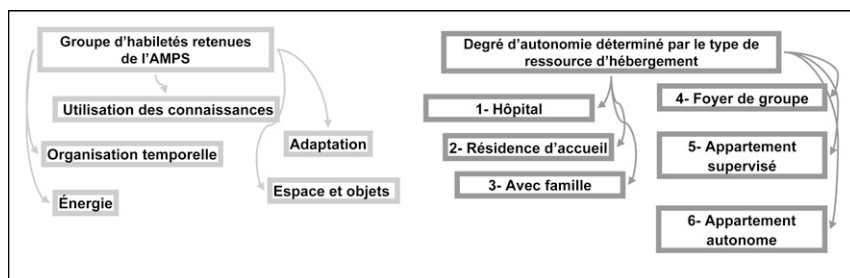 Groupe d'habiletés retenues
de l'AMPS
Utilisation des connaissances
Organisation temporelle
Adaptation
Espace et objets
Énergie
Degré d'autonomie déterminé par le type de
ressource d'hébergement
1- Hôpital
2- Résidence d'accueil
3- Avec famille
4- Foyer de groupe
5- Appartement
supervisé
6- Appartement
autonome